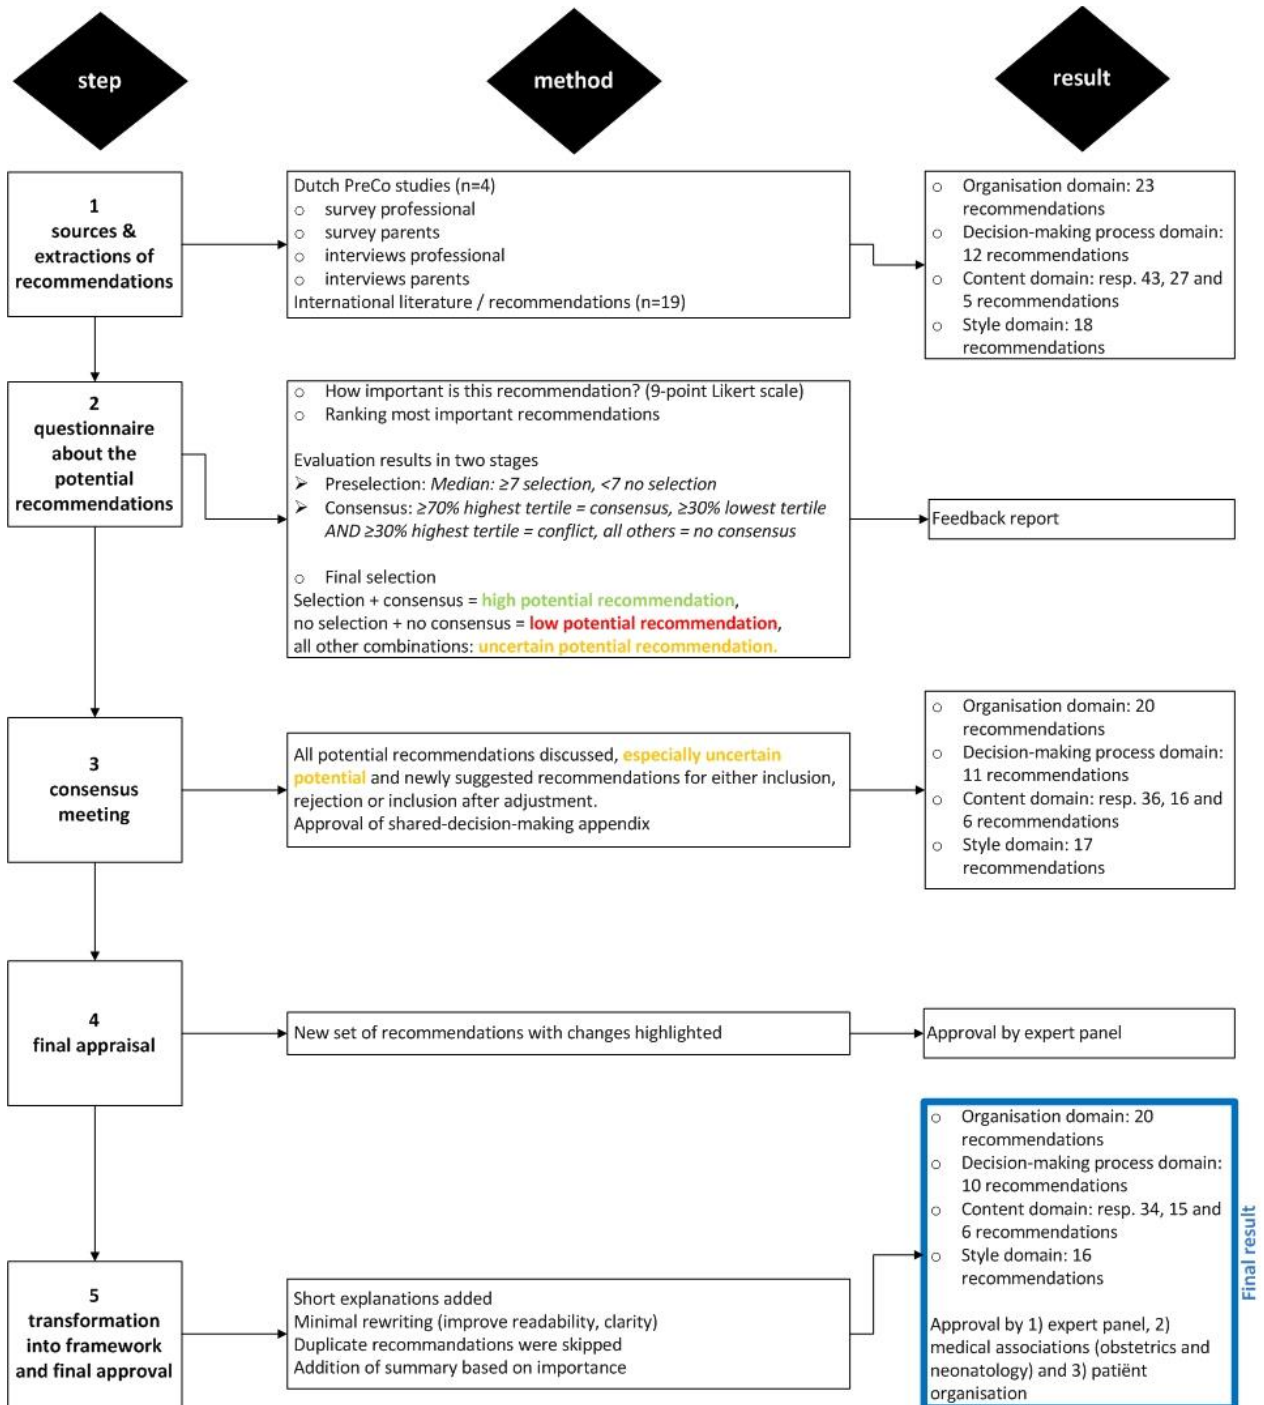 step
method
result
1
sources &
extractions of
recommendations
Dutch PreCo studies (n=4)
○ survey professional
○ survey parents
○ interviews professional
○ interviews parents
International literature / recommendations (n=19)
○ Organisation domain: 23
recommendations
○ Decision-making process domain:
12 recommendations
○ Content domain: resp. 43, 27 and
5 recommendations
○ Style domain: 18
recommendations
2
questionnaire
about the
potential
recommendations
○ How important is this recommendation? (9-point Likert scale)
○ Ranking most important recommendations
Evaluation results in two stages
➢ Preselection: Median: ≥7 selection, <7 no selection
➢ Consensus: ≥70% highest tertile = consensus, ≥30% lowest tertile
AND ≥30% highest tertile = conflict, all others = no consensus
○ Final selection
Selection + consensus = high potential recommendation,
no selection + no consensus = low potential recommendation,
all other combinations: uncertain potential recommendation.
Feedback report
3
consensus
meeting
All potential recommendations discussed, especially uncertain
potential and newly suggested recommendations for either inclusion,
rejection or inclusion after adjustment.
Approval of shared-decision-making appendix
○ Organisation domain: 20
recommendations
○ Decision-making process domain:
11 recommendations
○ Content domain: resp. 36, 16 and
6 recommendations
○ Style domain: 17
recommendations
4
final appraisal
New set of recommendations with changes highlighted
Approval by expert panel
5
transformation
into framework
and final approval
Short explanations added
Minimal rewriting (improve readability, clarity)
Duplicate recommandations were skipped
Addition of summary based on importance
○ Organisation domain: 20
recommendations
○ Decision-making process domain:
10 recommendations
○ Content domain: resp. 34, 15 and
6 recommendations
○ Style domain: 16
recommendations
Approval by 1) expert panel, 2)
medical associations (obstetrics and
neonatology) and 3) patiënt
organisation
Final result